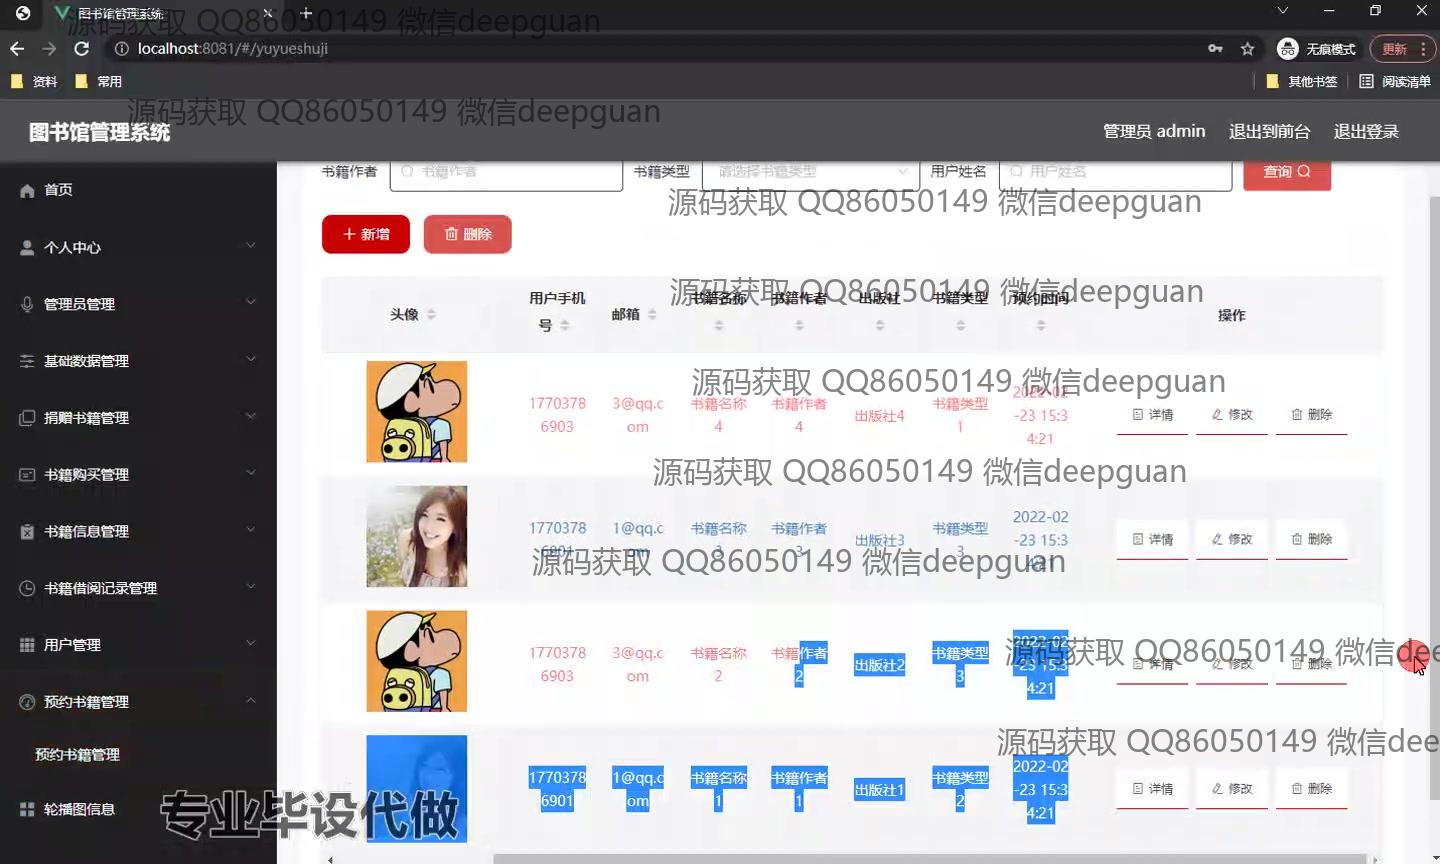 图书馆管理系统
源码获取 QQ86050149 微信deepguan
localhost:8081/#/yuyueshuji
无痕模式
更新
资料
常用
其他书签
阅读清单
源码获取 QQ86050149 微信deepguan
图书馆管理系统
管理员 admin
退出到前台
退出登录
首页
个人中心
管理员管理
基础数据管理
捐赠书籍管理
书籍购买管理
书籍信息管理
书籍借阅记录管理
用户管理
预约书籍管理
预约书籍管理
轮播图信息
书籍作者
书籍作者
书籍类型
请选择书籍类型
用户姓名
用户姓名
查询
源码获取 QQ86050149 微信deepguan
新增
删除
源码获取 QQ86050149 微信deepguan
头像
用户手机
号
邮箱
书籍名称
书籍作者
出版社
书籍类型
预约时间
操作
源码获取 QQ86050149 微信deepguan
1770378
6903
3@qq.c
om
书籍名称
4
书籍作者
4
出版社4
书籍类型
1
2022-02
-23 15:3
4:21
详情
修改
删除
源码获取 QQ86050149 微信deepguan
1770378
6901
1@qq.c
om
书籍名称
3
书籍作者
3
出版社3
书籍类型
3
2022-02
-23 15:3
4:21
详情
修改
删除
源码获取 QQ86050149 微信deepguan
1770378
6903
3@qq.c
om
书籍名称
2
书籍作者
2
出版社2
书籍类型
3
2022-02
-23 15:3
4:21
详情
修改
删除
源码获取 QQ86050149 微信dee
源码获取 QQ86050149 微信dee
1770378
6901
1@qq.c
om
书籍名称
1
书籍作者
1
出版社1
书籍类型
2
2022-02
-23 15:3
4:21
详情
修改
删除
专业毕设代做